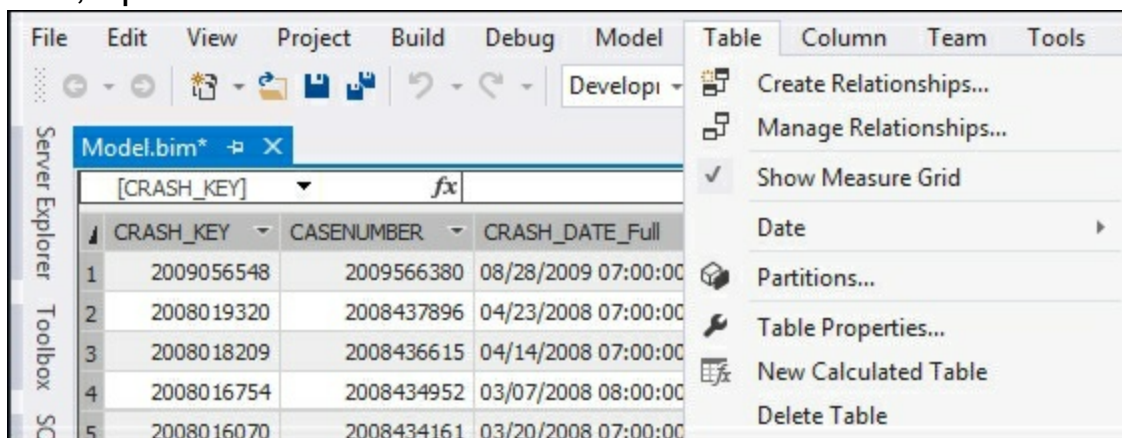 File Edit View Project Build Debug Model Table Column Team Tools
Developi
Create Relationships...
Manage Relationships...
Show Measure Grid
Date
Partitions...
Table Properties...
New Calculated Table
Delete Table
Server Explorer
Toolbox
SC
Model.bim*
[CRASH_KEY] fx
CRASH_KEY CASENUMBER CRASH_DATE_Full
1 2009056548 2009566380 08/28/2009 07:00:00
2 2008019320 2008437896 04/23/2008 07:00:00
3 2008018209 2008436615 04/14/2008 07:00:00
4 2008016754 2008434952 03/07/2008 08:00:00
5 2008016070 2008434161 03/20/2008 07:00:00